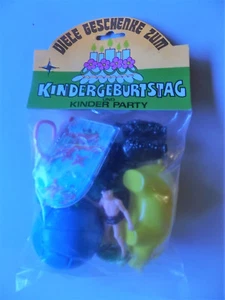 VIELE GESCHENKE ZUM
KINDERGEBURTSTAG
KINDER PARTY